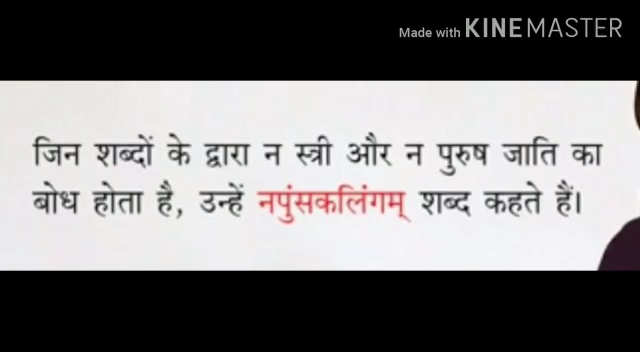 Made with KINEMASTER
जिन शब्दों के द्वारा न स्त्री और न पुरुष जाति का
बोध होता है, उन्हें नपुंसकलिंगम् शब्द कहते हैं।